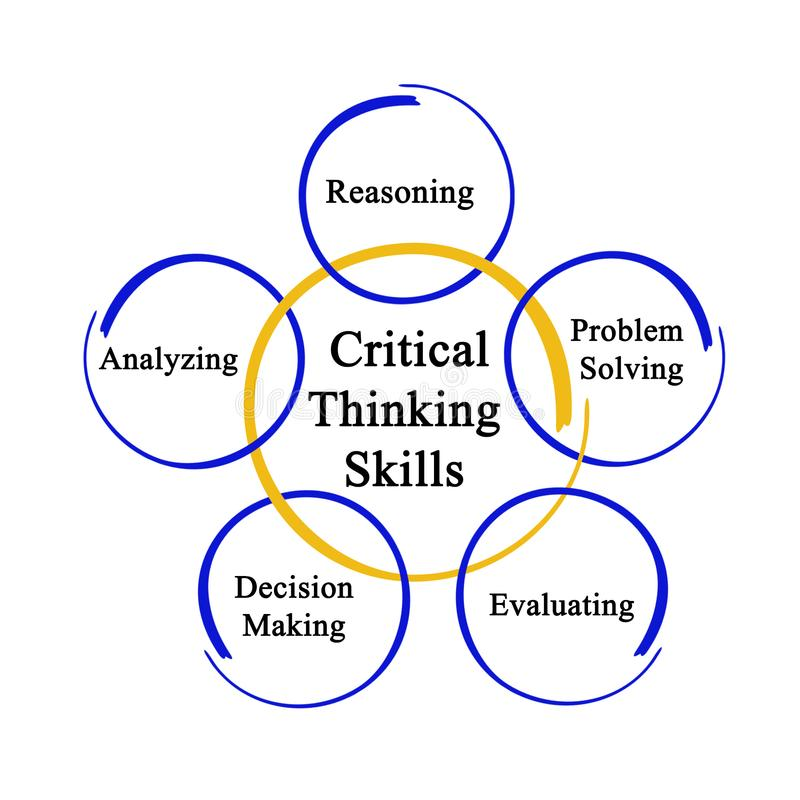 Reasoning
Analyzing
Critical
Thinking
Skills
Problem
Solving
Decision
Making
Evaluating